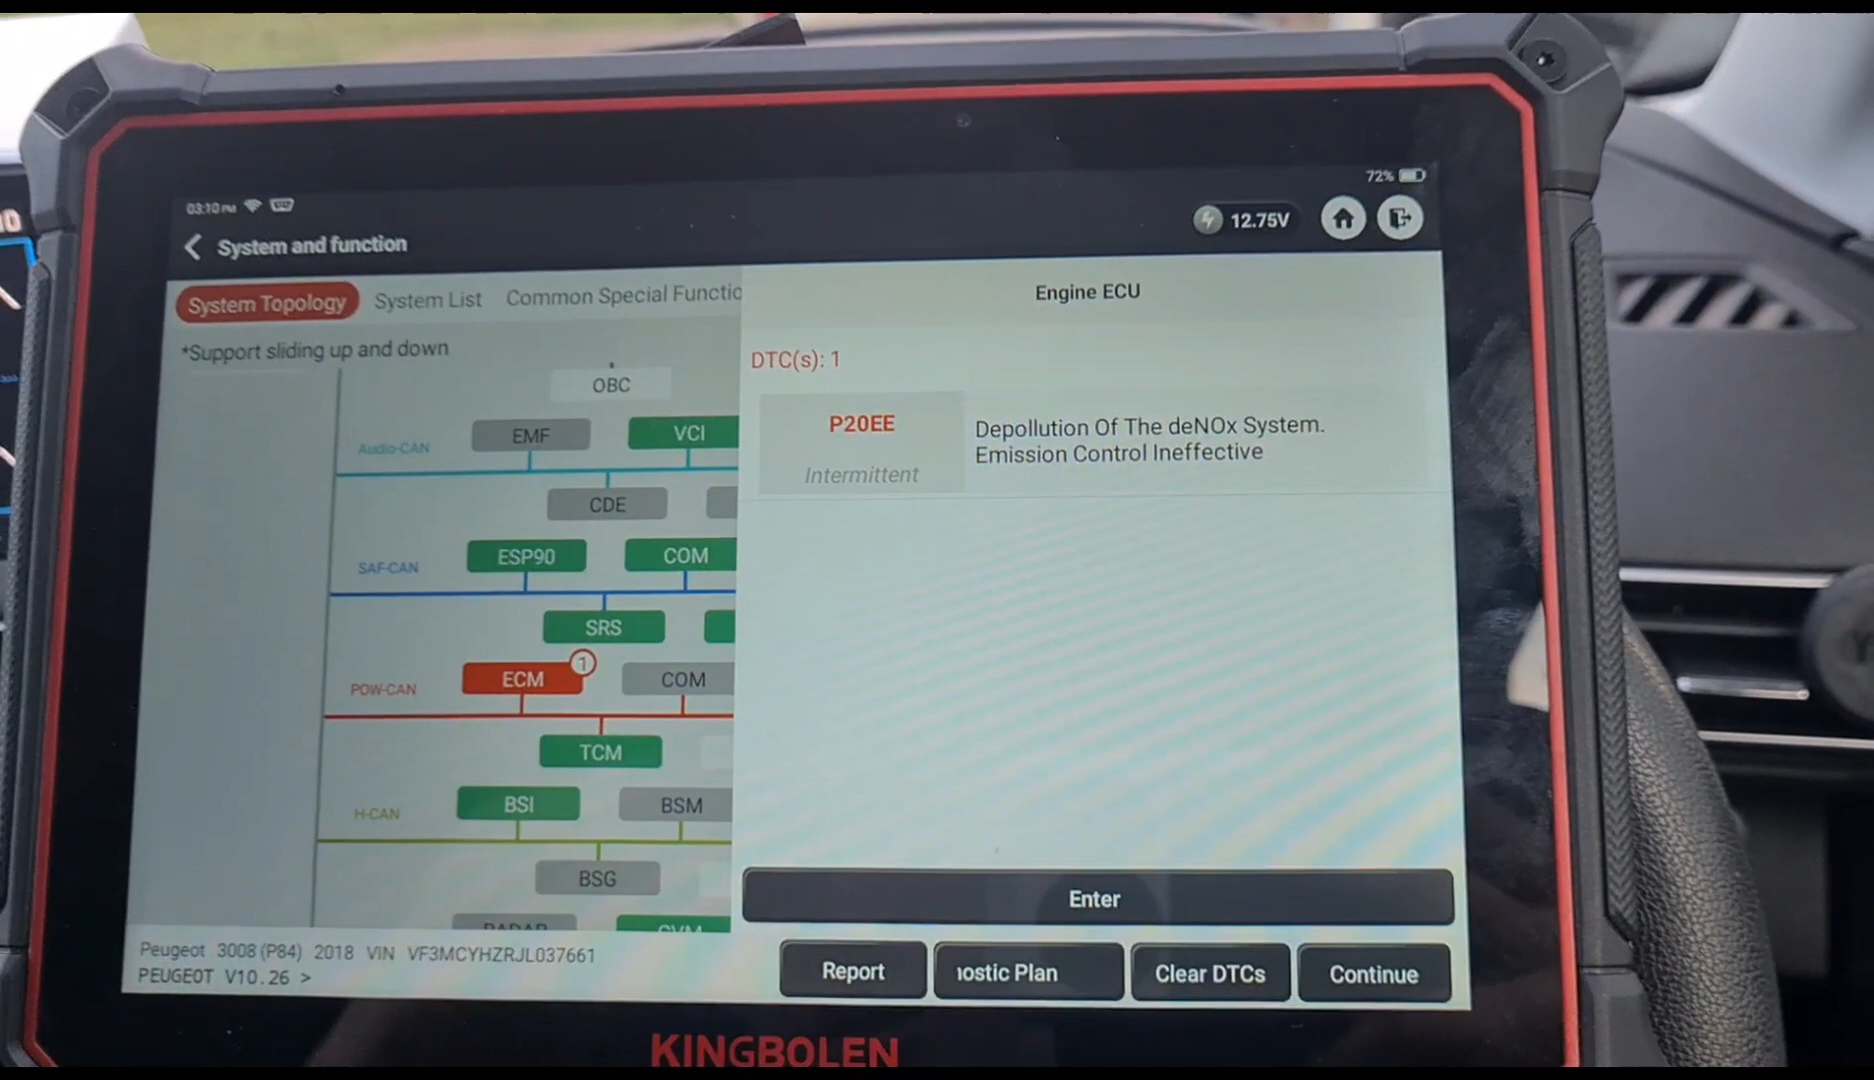 72%
03:10 PM
12.75V
System and function
System Topology
System List
Common Special Functio
Engine ECU
*Support sliding up and down
DTC(s): 1
OBC
P20EE
Intermittent
Depollution Of The deNOx System.
Emission Control Ineffective
Audio-CAN
EMF
VCI
CDE
SAF-CAN
ESP90
COM
SRS
POW-CAN
ECM
1
COM
TCM
H-CAN
BSI
BSM
BSG
Enter
Peugeot 3008 (P84) 2018 VIN VF3MCYHZRJL037661
PEUGEOT V10.26 >
Report
nostic Plan
Clear DTCs
Continue
KINGBOLEN